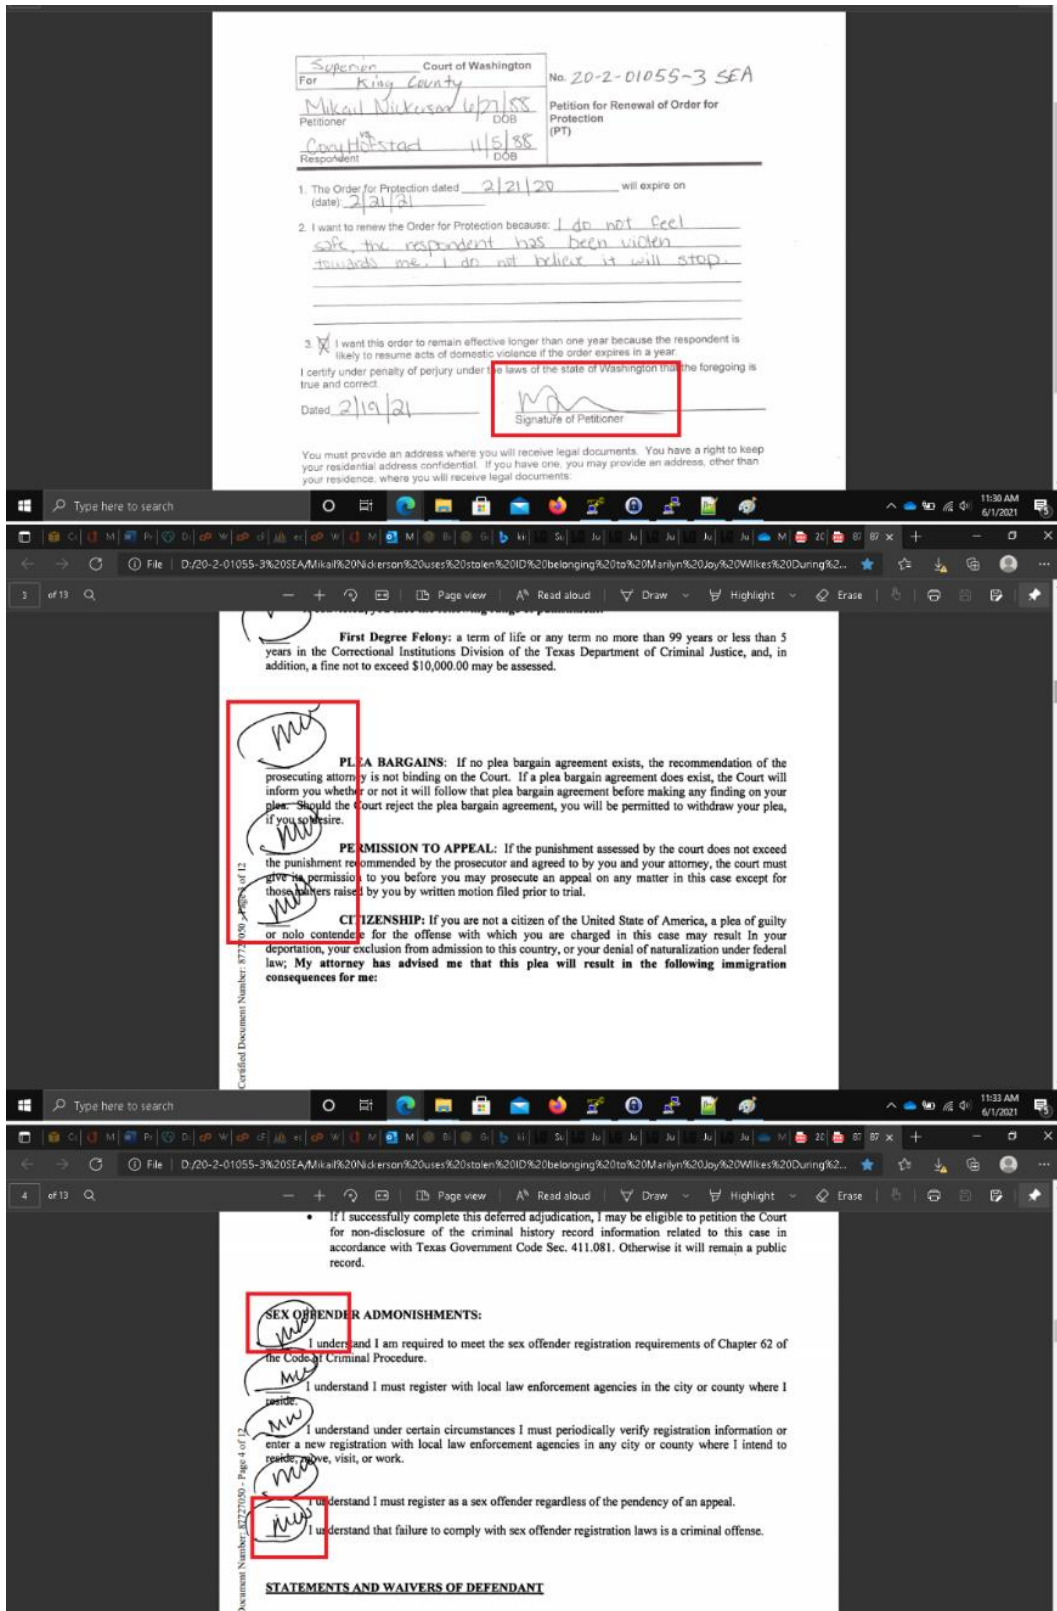 Superior Court of Washington
For King County
No. 20-2-01055-3 SEA
Mikail Nickerson 6/27/88
Petitioner DOB
Petition for Renewal of Order for
Protection
(PT)
vs.
Cory Hofstad 11/5/88
Respondent DOB
1. The Order for Protection dated 2/21/20 will expire on
(date): 2/21/21
2. I want to renew the Order for Protection because: I do not feel
safe, the respondent has been violen
towards me. I do not believe it will stop.
3. X I want this order to remain effective longer than one year because the respondent is
likely to resume acts of domestic violence if the order expires in a year.
I certify under penalty of perjury under the laws of the state of Washington that the foregoing is
true and correct.
Dated 2/19/21
Signature of Petitioner
You must provide an address where you will receive legal documents. You have a right to keep
your residential address confidential. If you have one, you may provide an address, other than
your residence, where you will receive legal documents:
Type here to search
11:30 AM
6/1/2021
File D:/20-2-01055-3%20SEA/Mikail%20Nickerson%20uses%20stolen%20ID%20belonging%20to%20Marilyn%20Joy%20Wilkes%20During%2...
3 of 13 Page view Read aloud Draw Highlight Erase
First Degree Felony: a term of life or any term no more than 99 years or less than 5
years in the Correctional Institutions Division of the Texas Department of Criminal Justice, and, in
addition, a fine not to exceed $10,000.00 may be assessed.
mw
PLEA BARGAINS: If no plea bargain agreement exists, the recommendation of the
prosecuting attorney is not binding on the Court. If a plea bargain agreement does exist, the Court will
inform you whether or not it will follow that plea bargain agreement before making any finding on your
plea. Should the Court reject the plea bargain agreement, you will be permitted to withdraw your plea,
if you so desire.
mw
PERMISSION TO APPEAL: If the punishment assessed by the court does not exceed
the punishment recommended by the prosecutor and agreed to by you and your attorney, the court must
give its permission to you before you may prosecute an appeal on any matter in this case except for
those matters raised by you by written motion filed prior to trial.
mw
CITIZENSHIP: If you are not a citizen of the United State of America, a plea of guilty
or nolo contendere for the offense with which you are charged in this case may result In your
deportation, your exclusion from admission to this country, or your denial of naturalization under federal
law; My attorney has advised me that this plea will result in the following immigration
consequences for me:
Certified Document Number: 87727050 - Page 3 of 12
Type here to search
11:33 AM
6/1/2021
File D:/20-2-01055-3%20SEA/Mikail%20Nickerson%20uses%20stolen%20ID%20belonging%20to%20Marilyn%20Joy%20Wilkes%20During%2...
4 of 13 Page view Read aloud Draw Highlight Erase
• If I successfully complete this deferred adjudication, I may be eligible to petition the Court
for non-disclosure of the criminal history record information related to this case in
accordance with Texas Government Code Sec. 411.081. Otherwise it will remain a public
record.
SEX OFFENDER ADMONISHMENTS:
mw
I understand I am required to meet the sex offender registration requirements of Chapter 62 of
the Code of Criminal Procedure.
mw
I understand I must register with local law enforcement agencies in the city or county where I
reside.
mw
I understand under certain circumstances I must periodically verify registration information or
enter a new registration with local law enforcement agencies in any city or county where I intend to
reside, move, visit, or work.
mw
I understand I must register as a sex offender regardless of the pendency of an appeal.
mw
I understand that failure to comply with sex offender registration laws is a criminal offense.
Document Number: 87727050 - Page 4 of 12
STATEMENTS AND WAIVERS OF DEFENDANT